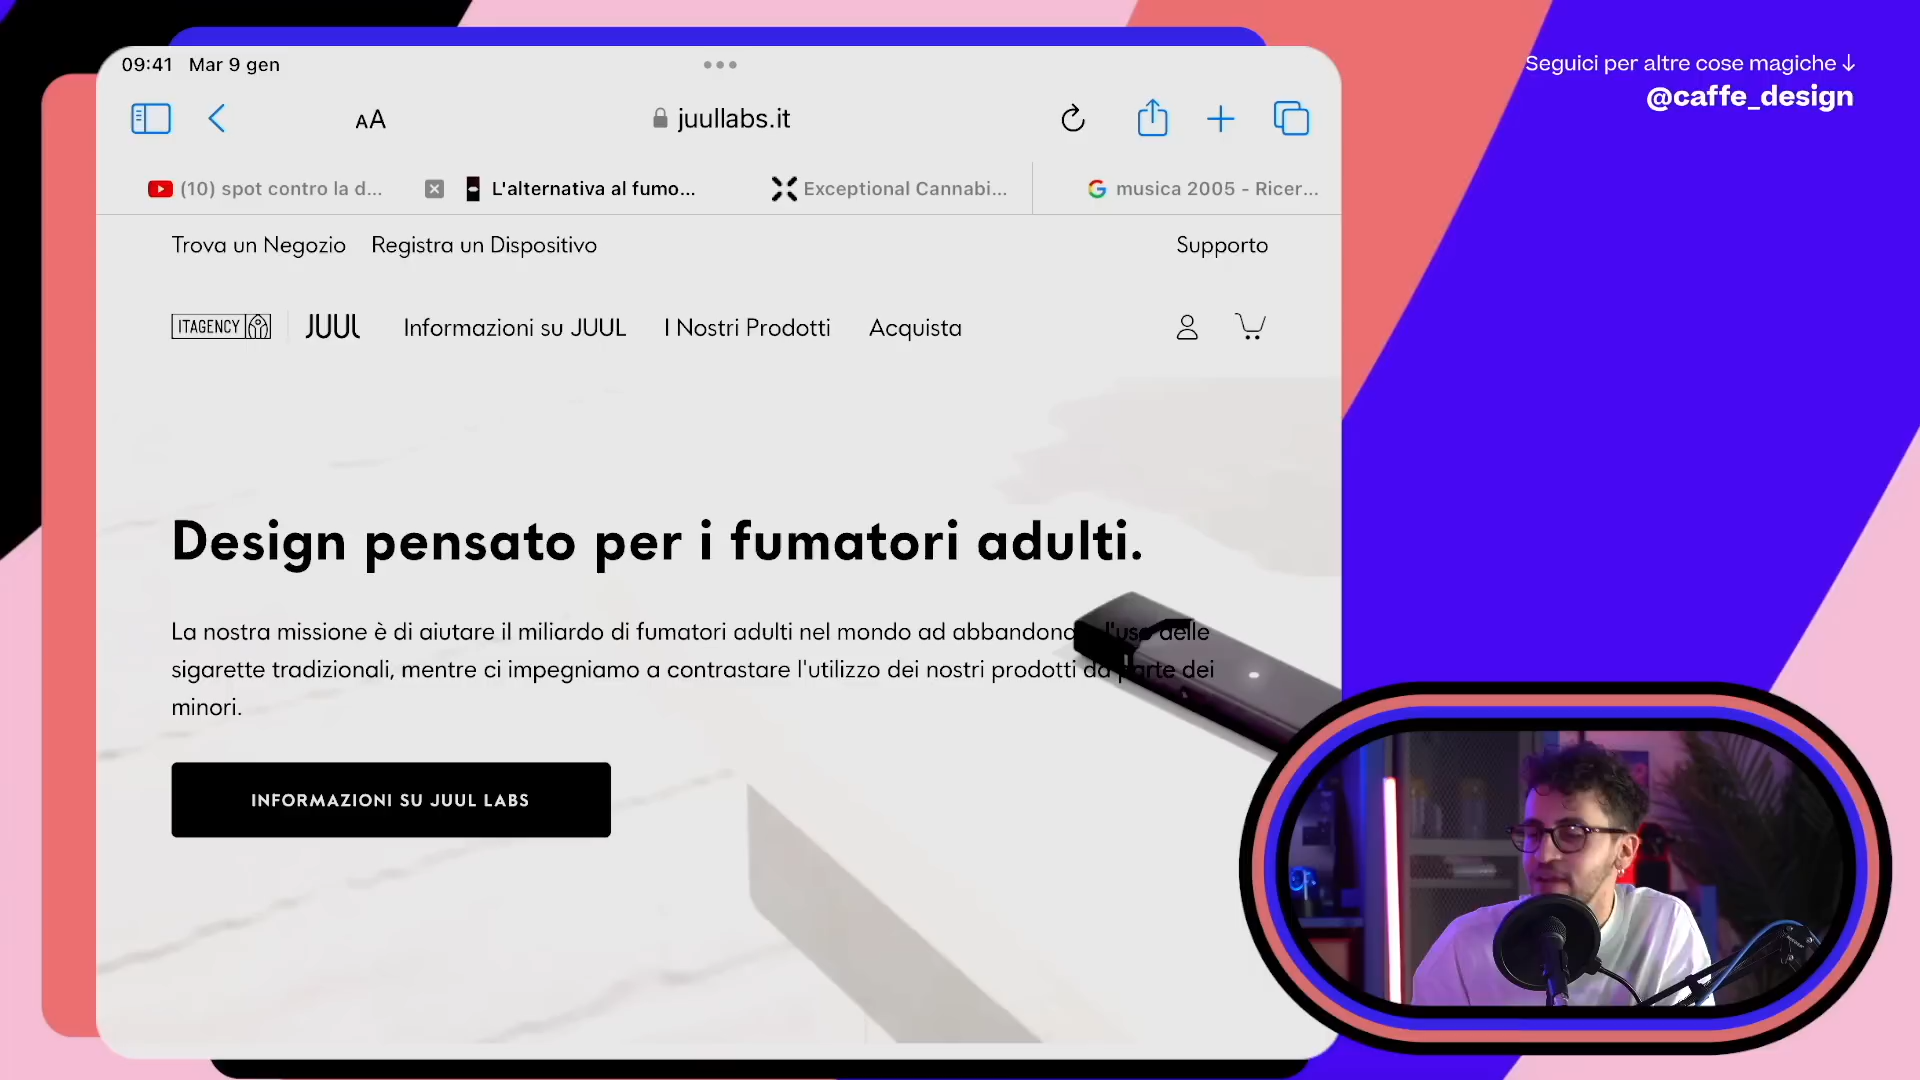 Seguici per altre cose magiche ↓
@caffe_design
09:41 Mar 9 gen
AA
juullabs.it
(10) spot contro la d...
L'alternativa al fumo...
Exceptional Cannabi...
musica 2005 - Ricer...
Trova un Negozio
Registra un Dispositivo
Supporto
ITAGENCY
JUUL
Informazioni su JUUL
I Nostri Prodotti
Acquista
Design pensato per i fumatori adulti.
La nostra missione è di aiutare il miliardo di fumatori adulti nel mondo ad abbandonare l'uso delle
sigarette tradizionali, mentre ci impegniamo a contrastare l'utilizzo dei nostri prodotti da parte dei
minori.
INFORMAZIONI SU JUUL LABS